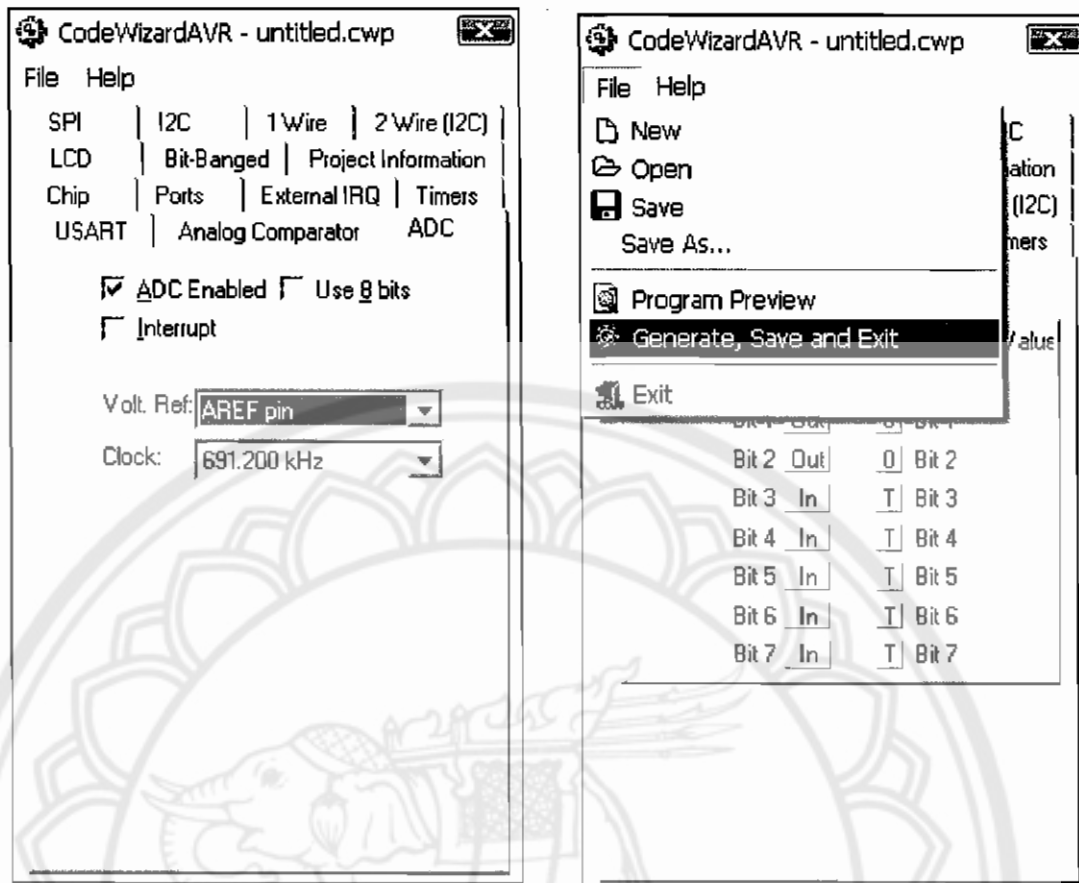 CodeWizardAVR - untitled.cwp
File Help
SPI I2C 1 Wire 2 Wire (I2C)
LCD Bit-Banged Project Information
Chip Ports External IRQ Timers
USART Analog Comparator ADC
ADC Enabled Use 8 bits
Interrupt
Volt. Ref: AREF pin
Clock: 691.200 kHz
CodeWizardAVR - untitled.cwp
File Help
New
Open
Save
Save As...
Program Preview
Generate, Save and Exit
Exit
ation
(I2C)
mers
Bit 2 Out 0 Bit 2
Bit 3 In T Bit 3
Bit 4 In T Bit 4
Bit 5 In T Bit 5
Bit 6 In T Bit 6
Bit 7 In T Bit 7